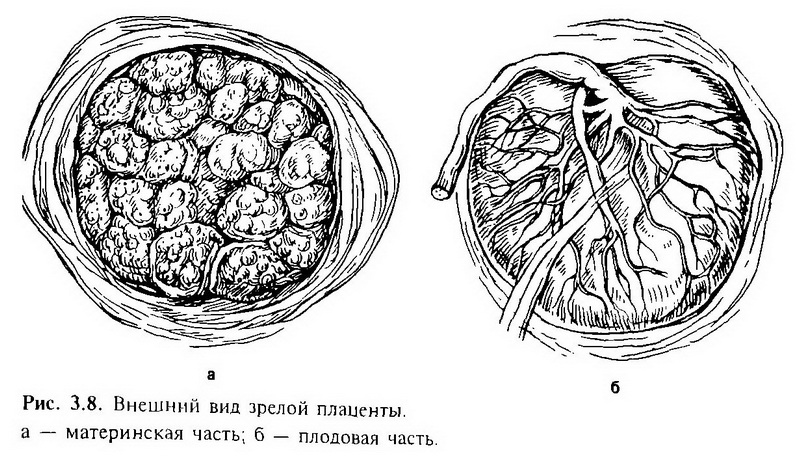 а
б
Рис. 3.8. Внешний вид зрелой плаценты.
а — материнская часть; б — плодовая часть.